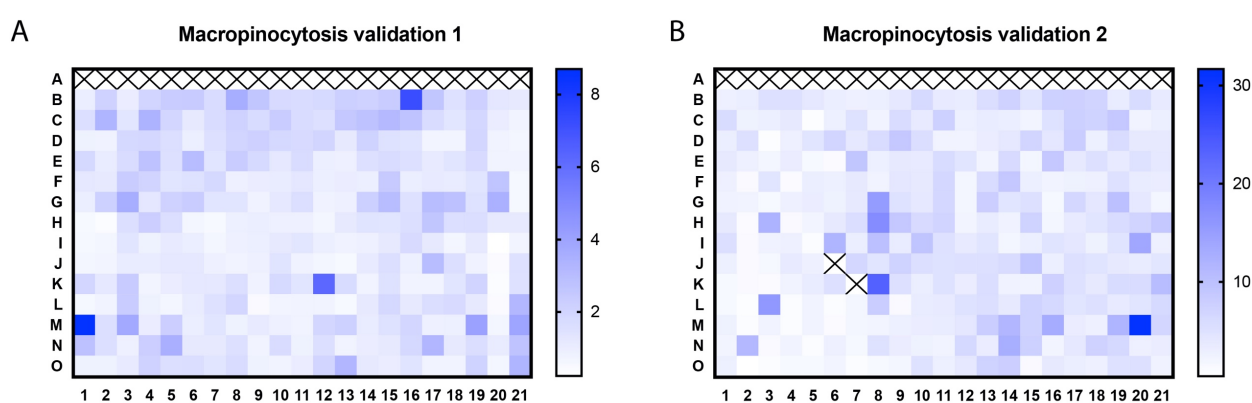 A
Macropinocytosis validation 1
A
B
C
D
E
F
G
H
I
J
K
L
M
N
O
1 2 3 4 5 6 7 8 9 10 11 12 13 14 15 16 17 18 19 20 21
8
6
4
2
B
Macropinocytosis validation 2
A
B
C
D
E
F
G
H
I
J
K
L
M
N
O
1 2 3 4 5 6 7 8 9 10 11 12 13 14 15 16 17 18 19 20 21
30
20
10